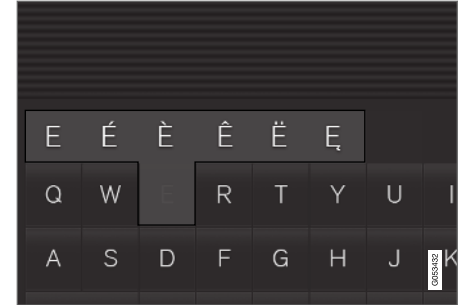 E É È Ê Ë Ę
Q W E R T Y U I
A S D F G H J K
G053432